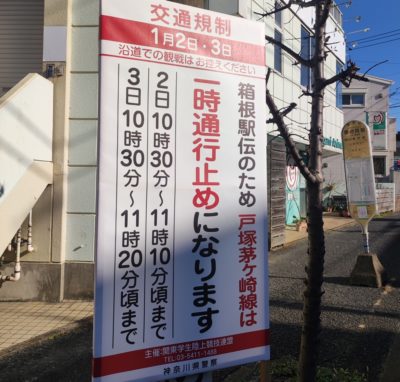 交通規制
1月2日・3日
沿道での観戦はお控えください
箱根駅伝のため 戸塚茅ケ崎線は
一時通行止めになります
2日10時30分〜11時10分頃まで
3日10時30分〜11時20分頃まで
主催:関東学生陸上競技連盟
TEL.03-5411-1488
神奈川県警察